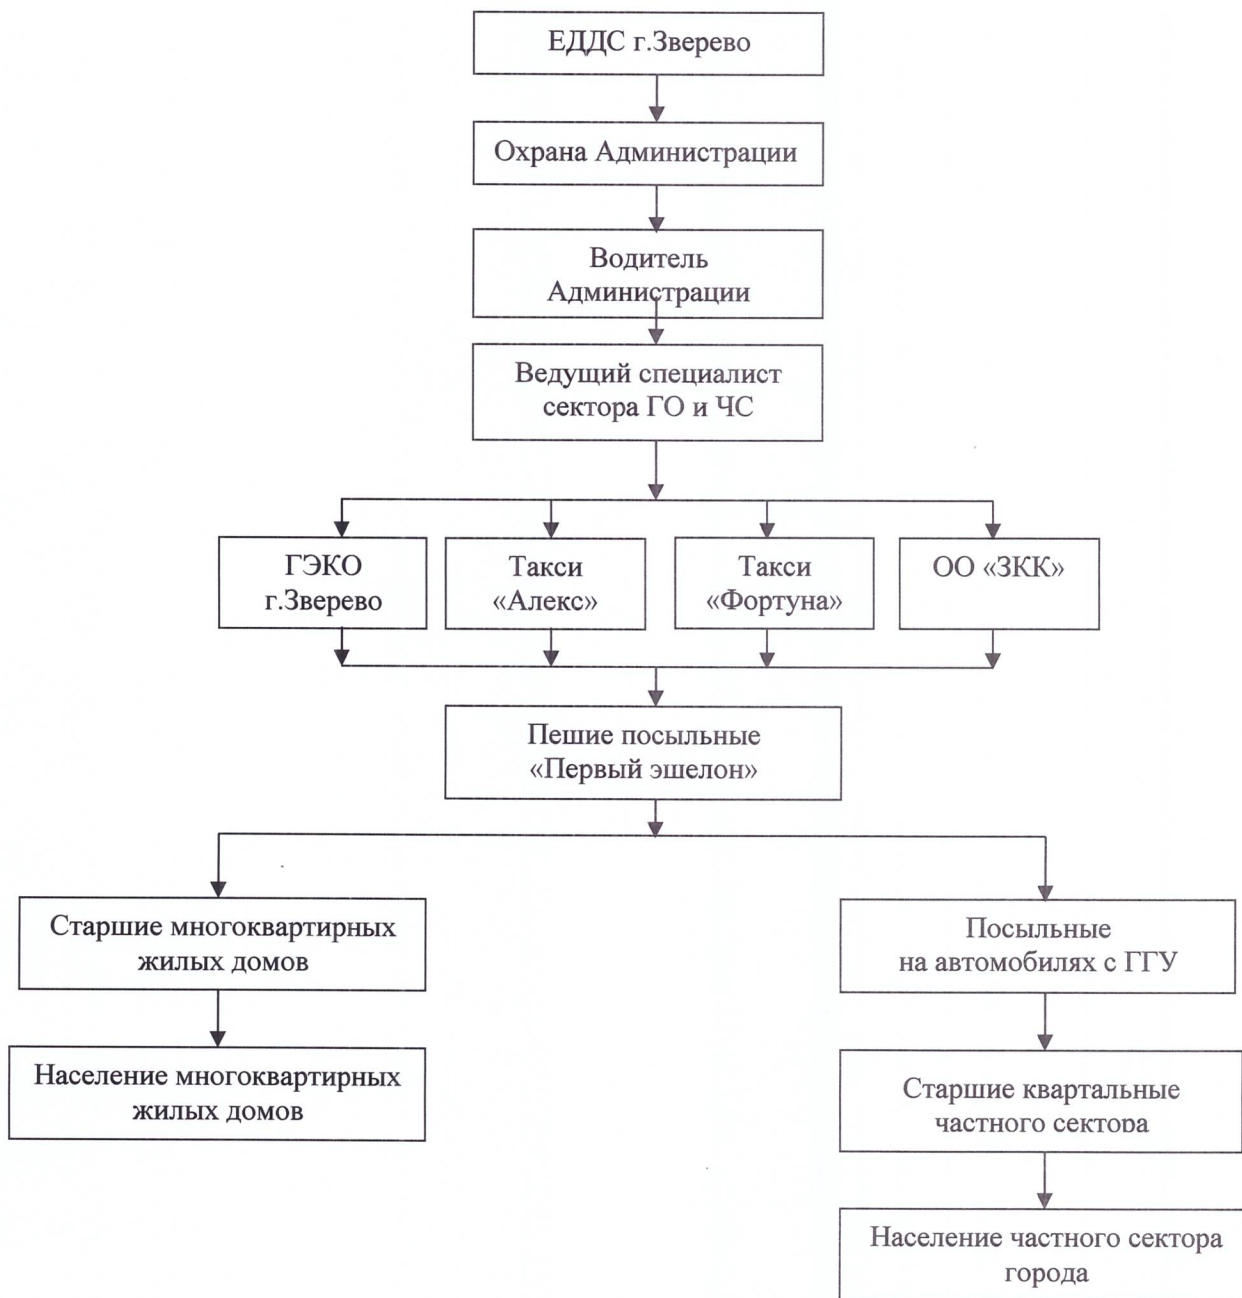 ЕДДС г.Зверево
Охрана Администрации
Водитель
Администрации
Ведущий специалист
сектора ГО и ЧС
ГЭКО
г.Зверево
Такси
«Алекс»
Такси
«Фортуна»
ОО «ЗКК»
Пешие посыльные
«Первый эшелон»
Старшие многоквартирных
жилых домов
Население многоквартирных
жилых домов
Посыльные
на автомобилях с ГГУ
Старшие квартальные
частного сектора
Население частного сектора
города